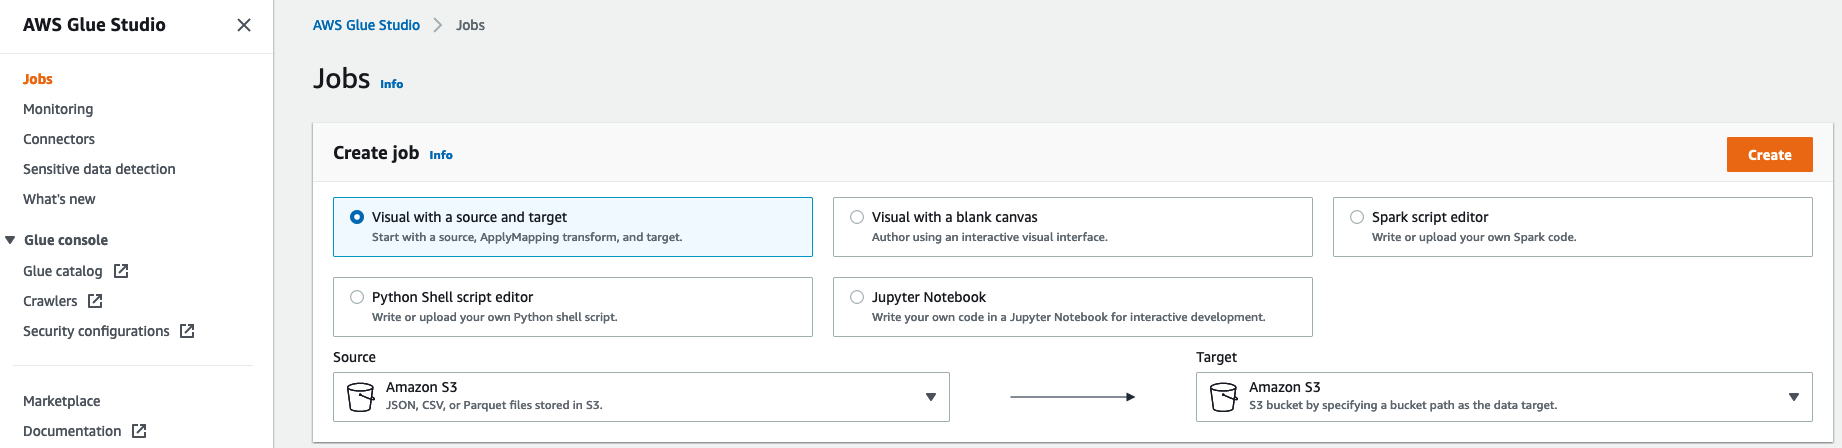 AWS Glue Studio
Jobs
Monitoring
Connectors
Sensitive data detection
What's new
Glue console
Glue catalog
Crawlers
Security configurations
Marketplace
Documentation
AWS Glue Studio > Jobs
Jobs Info
Create job Info
Create
Visual with a source and target
Start with a source, ApplyMapping transform, and target.
Visual with a blank canvas
Author using an interactive visual interface.
Spark script editor
Write or upload your own Spark code.
Python Shell script editor
Write or upload your own Python shell script.
Jupyter Notebook
Write your own code in a Jupyter Notebook for interactive development.
Source
Amazon S3
JSON, CSV, or Parquet files stored in S3.
Target
Amazon S3
S3 bucket by specifying a bucket path as the data target.